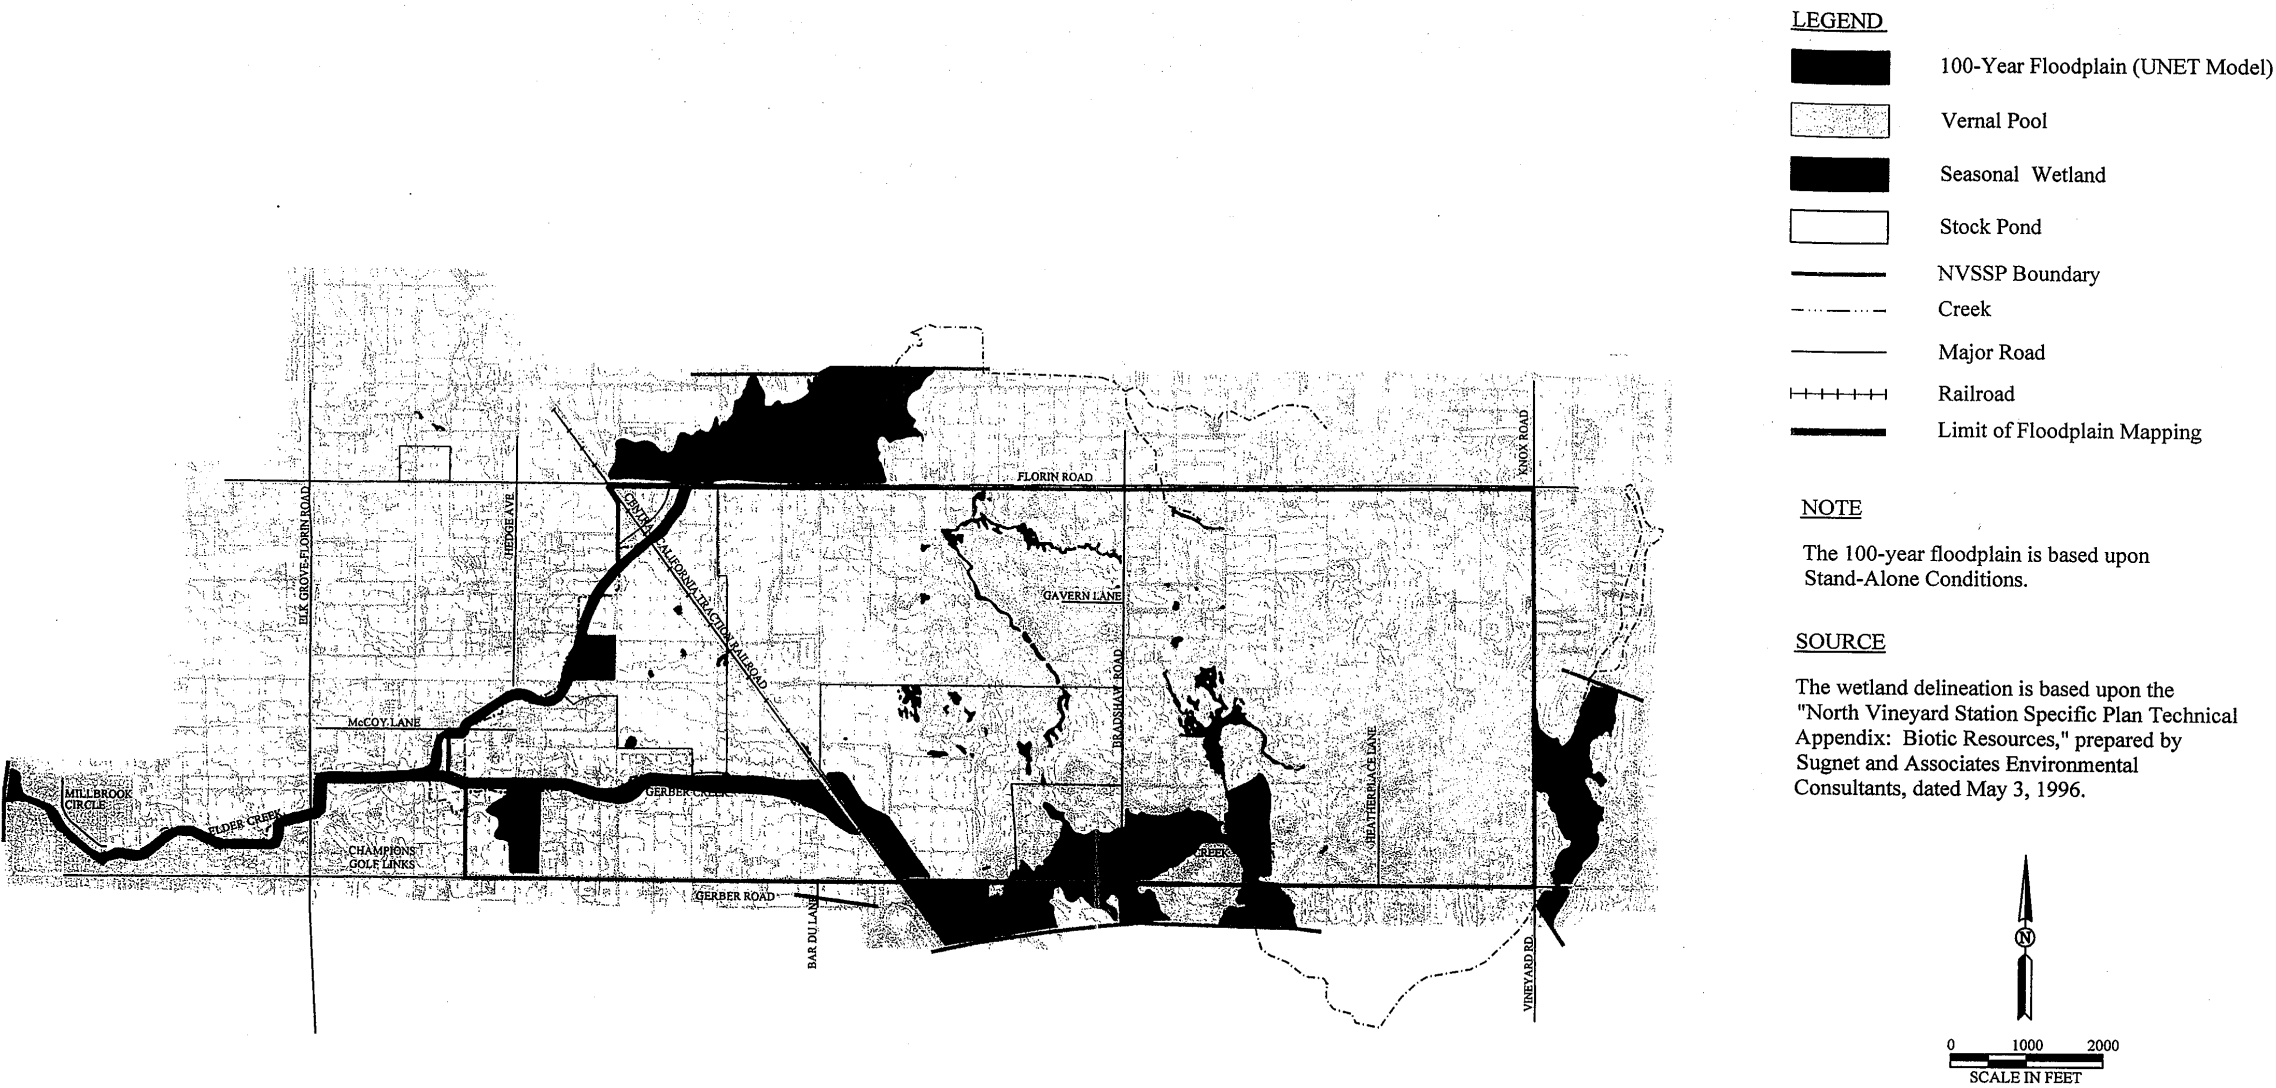 LEGEND
100-Year Floodplain (UNET Model)
Vernal Pool
Seasonal Wetland
Stock Pond
NVSSP Boundary
Creek
Major Road
Railroad
Limit of Floodplain Mapping
NOTE
The 100-year floodplain is based upon
Stand-Alone Conditions.
SOURCE
The wetland delineation is based upon the
"North Vineyard Station Specific Plan Technical
Appendix: Biotic Resources," prepared by
Sugnet and Associates Environmental
Consultants, dated May 3, 1996.
N
0 1000 2000
SCALE IN FEET
KNOX ROAD
FLORIN ROAD
ELK GROVE-FLORIN ROAD
HEDGE AVE
CENTRAL CALIFORNIA TRACTION RAILROAD
GAVERN LANE
BRADSHAW ROAD
McCOY LANE
HEATHERPLACE LANE
MILLBROOK
CIRCLE
ELDER CREEK
GERBER CREEK
CHAMPIONS
GOLF LINKS
CREEK
GERBER ROAD
BAR DU LANE
VINEYARD RD